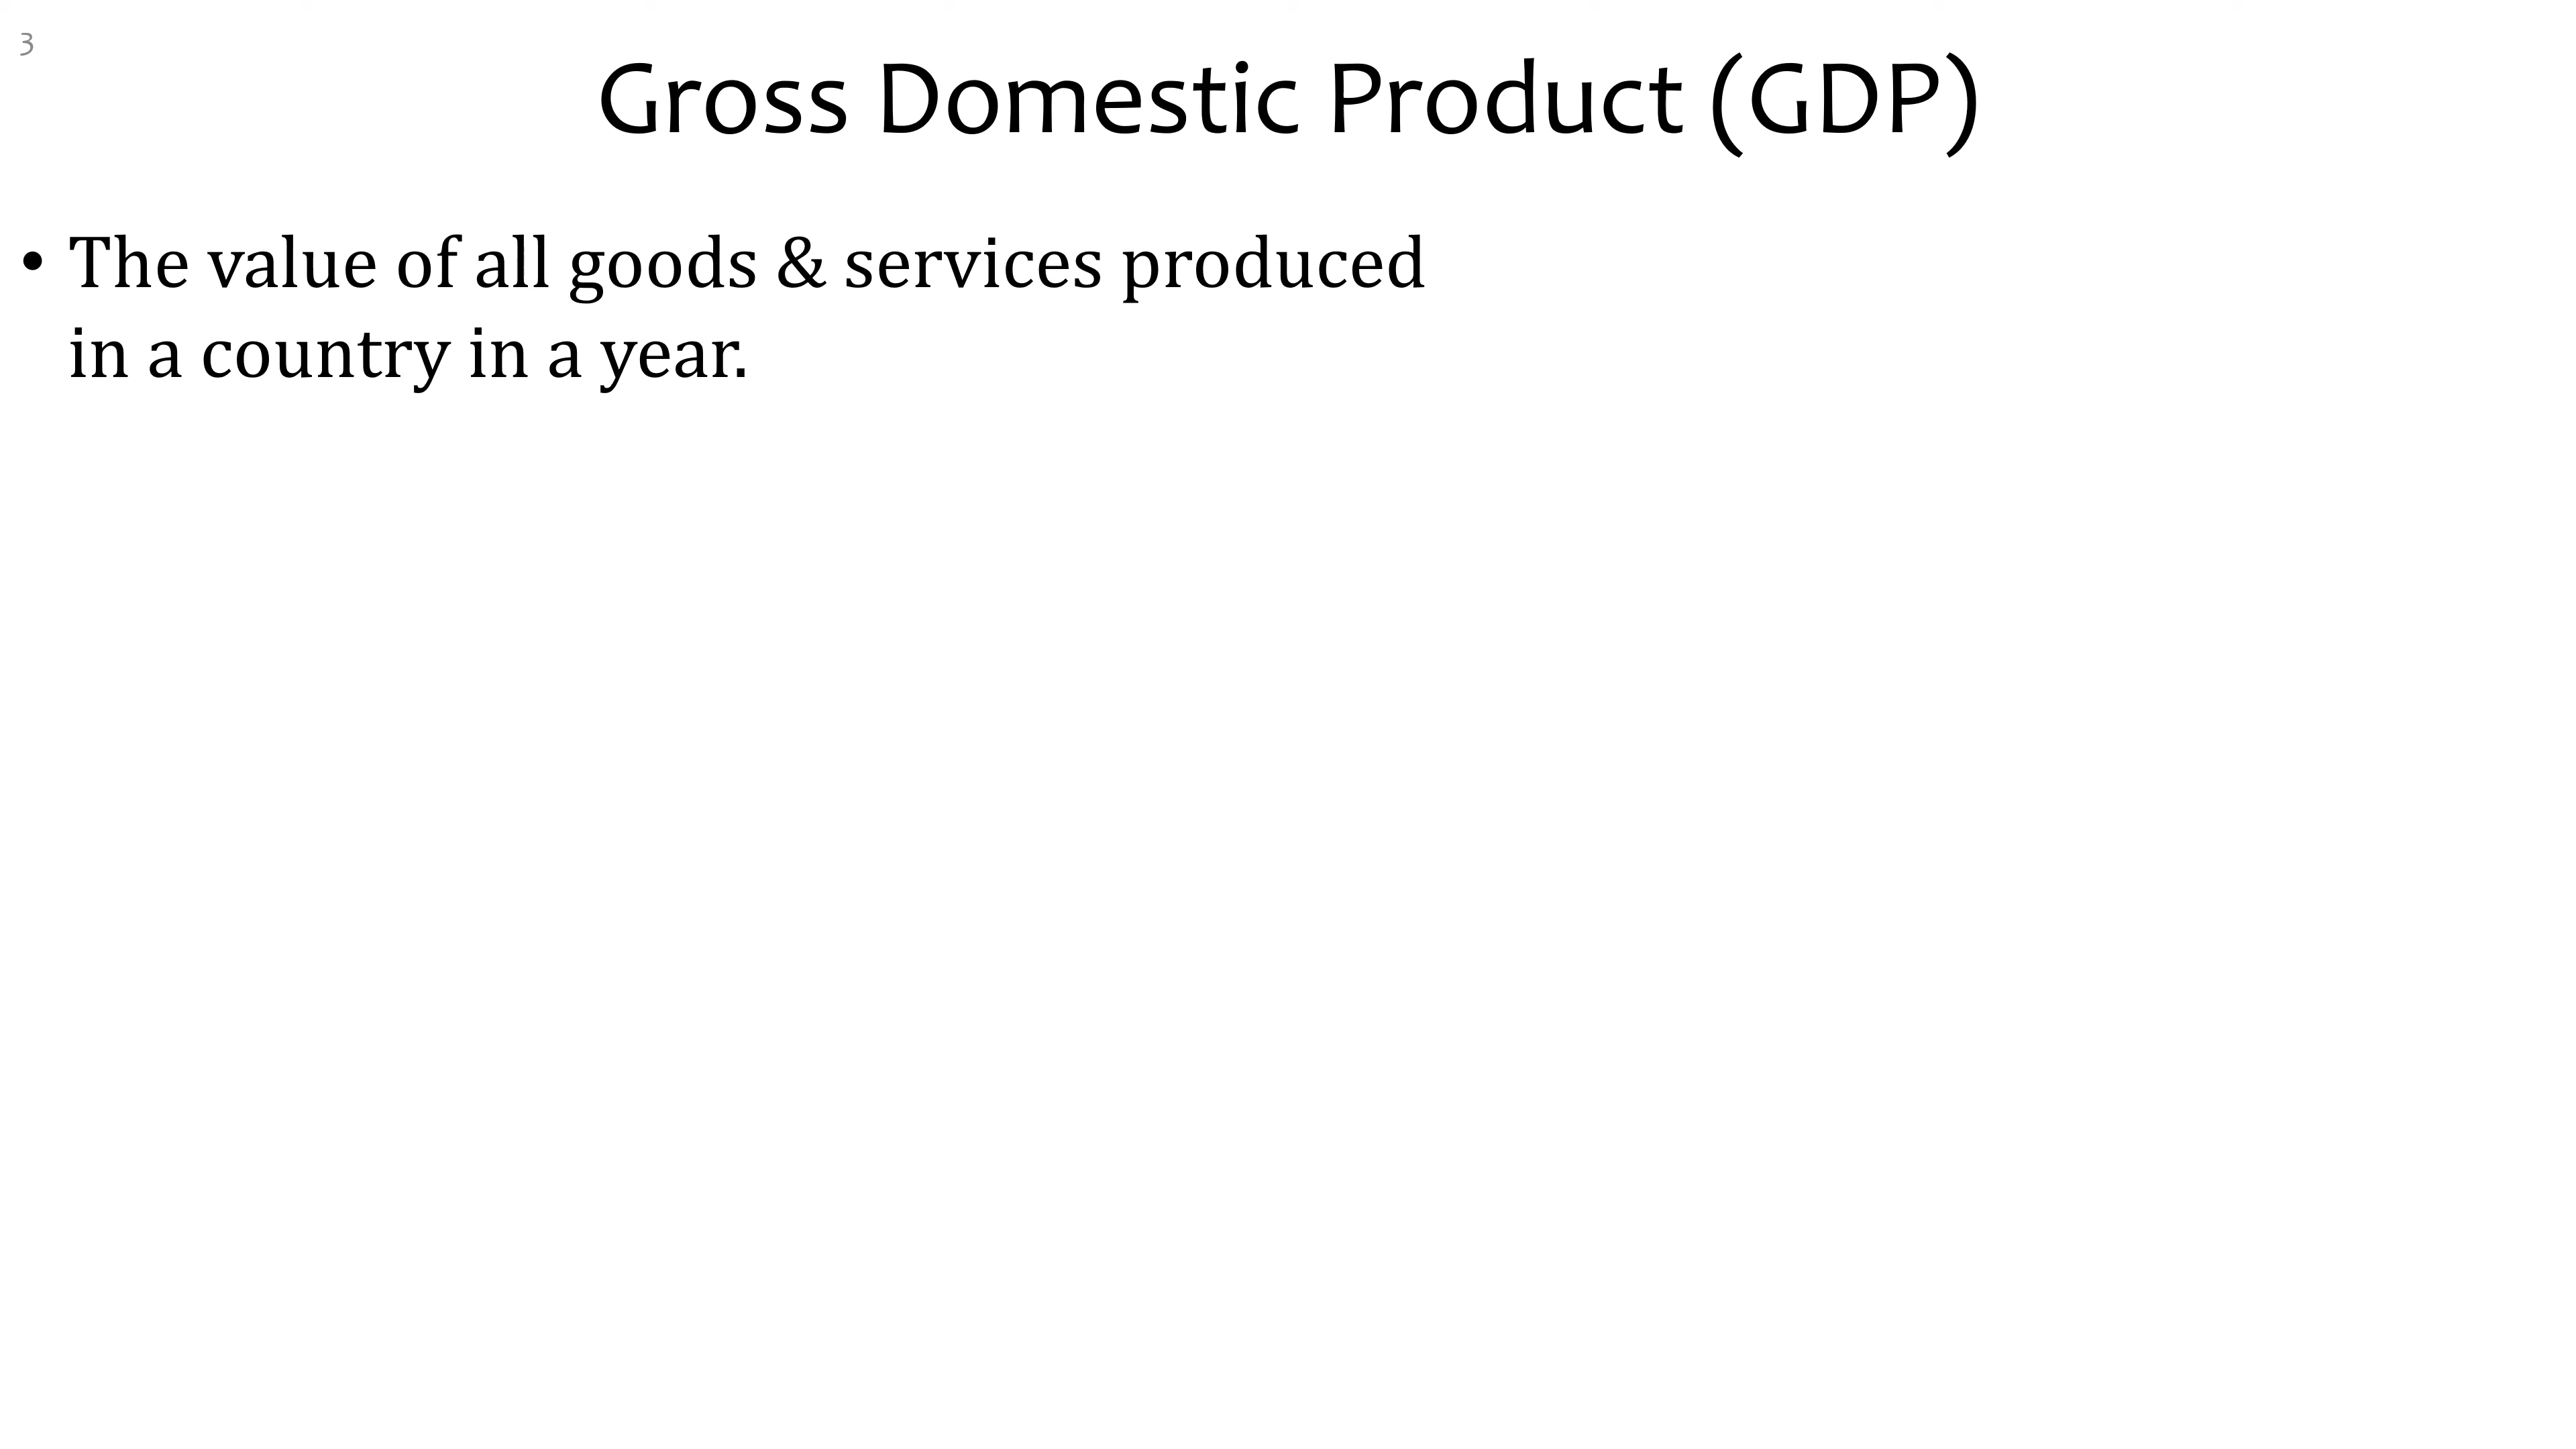 3
Gross Domestic Product (GDP)
• The value of all goods & services produced
in a country in a year.